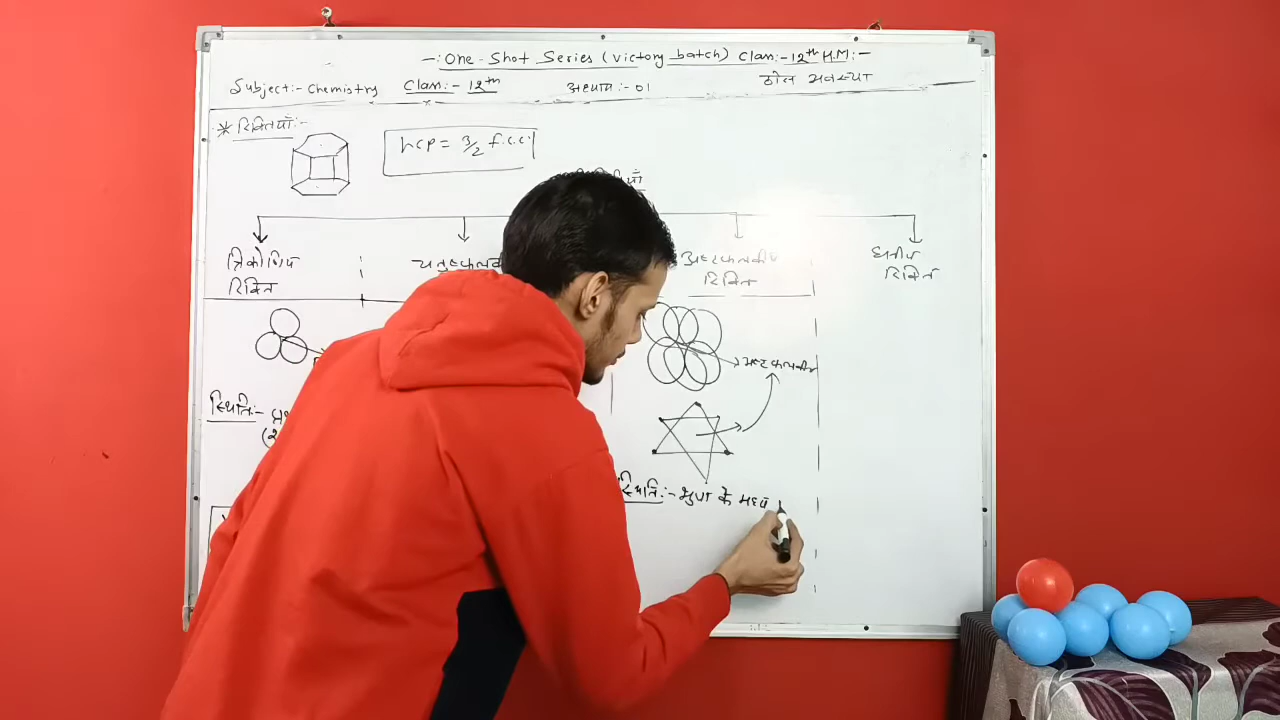 -: One-Shot Series (victory batch) Class:-12th H.M:-
Subject:- Chemistry Class:- 12th अध्याय:- 01 ठोस अवस्था
* रिक्तियाँ:-
hcp = 3/2 f.c.c.
त्रिकोणीय रिक्ति
अष्टफलकीय रिक्ति
घनीय रिक्ति
अष्टफलकीय
स्थिति:-
स्थिति:- भुजा के मध्य